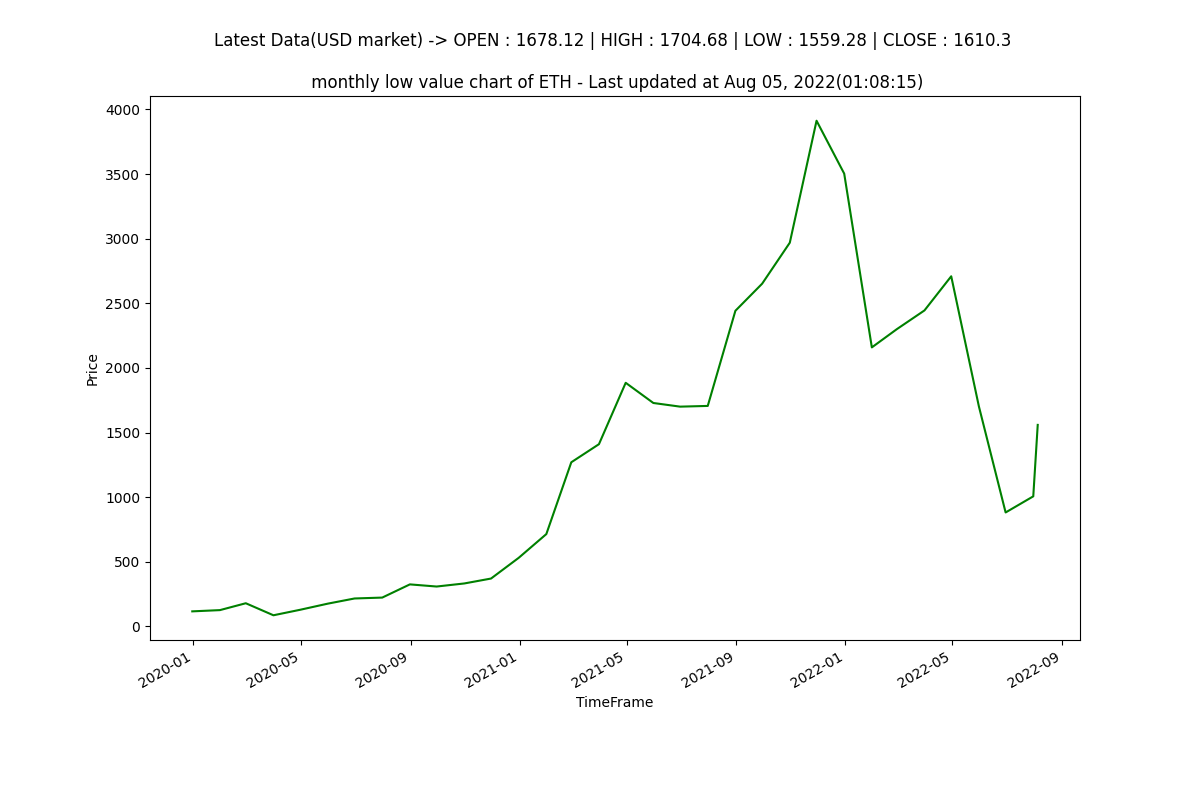 Latest Data(USD market) -> OPEN : 1678.12 | HIGH : 1704.68 | LOW : 1559.28 | CLOSE : 1610.3
monthly low value chart of ETH - Last updated at Aug 05, 2022(01:08:15)
4000
3500
3000
2500
2000
1500
1000
500
0
Price
2020-01 2020-05 2020-09 2021-01 2021-05 2021-09 2022-01 2022-05 2022-09
TimeFrame